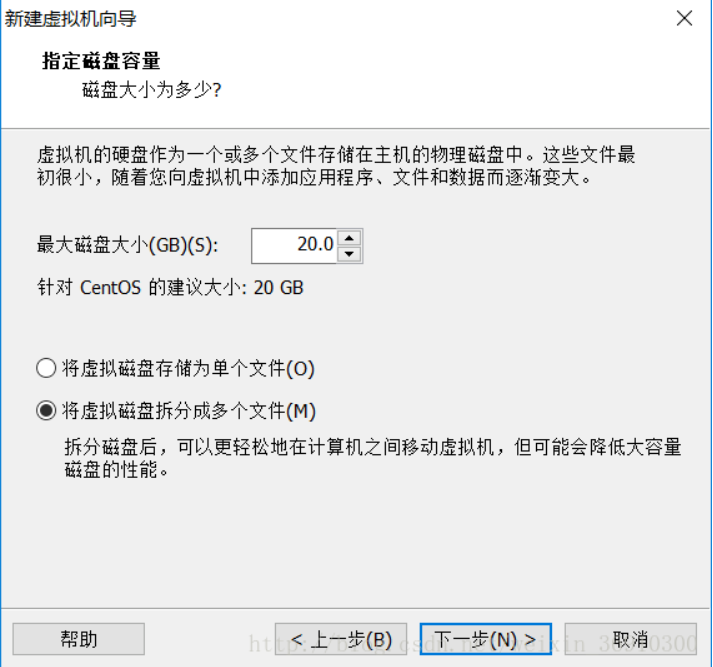 新建虚拟机向导
指定磁盘容量
磁盘大小为多少?
虚拟机的硬盘作为一个或多个文件存储在主机的物理磁盘中。这些文件最
初很小，随着您向虚拟机中添加应用程序、文件和数据而逐渐变大。
最大磁盘大小(GB)(S): 20.0
针对 CentOS 的建议大小: 20 GB
将虚拟磁盘存储为单个文件(O)
将虚拟磁盘拆分成多个文件(M)
拆分磁盘后，可以更轻松地在计算机之间移动虚拟机，但可能会降低大容量
磁盘的性能。
帮助 < 上一步(B) 下一步(N) > 取消